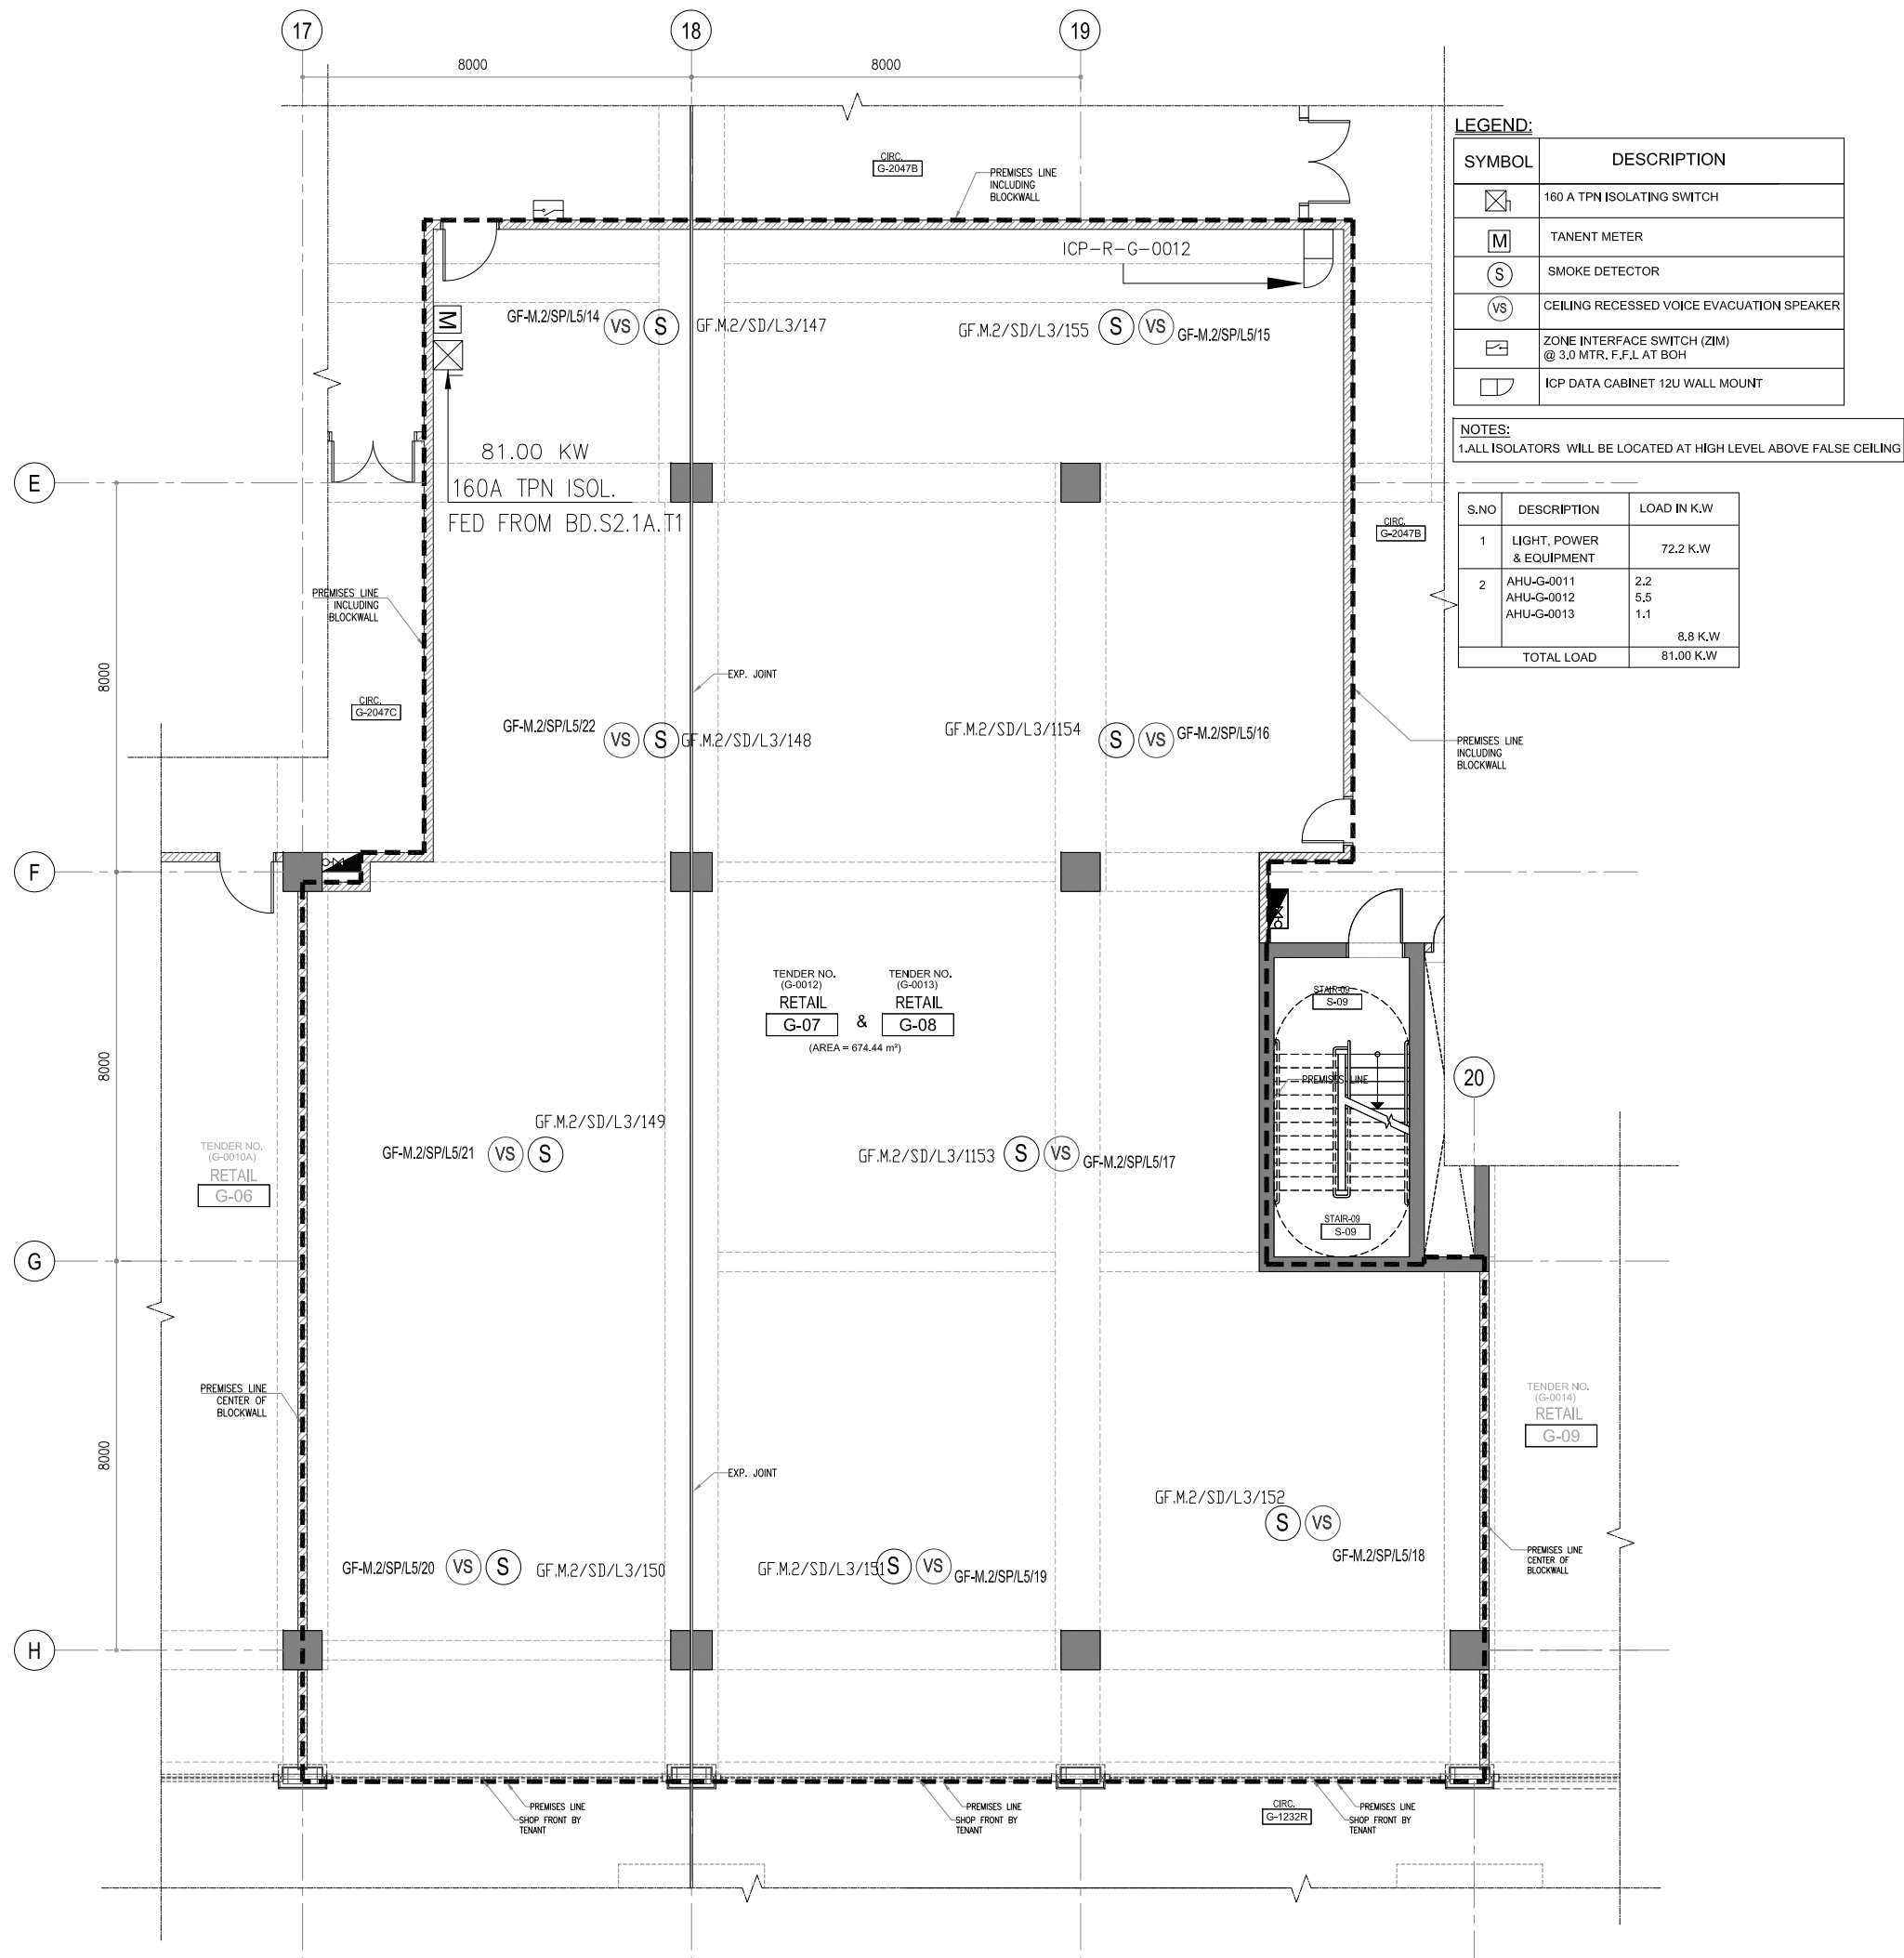 17
18
19
8000
8000
CIRC.
G-2047B
PREMISES LINE
INCLUDING
BLOCKWALL
LEGEND:
SYMBOL DESCRIPTION
160 A TPN ISOLATING SWITCH
M TANENT METER
S SMOKE DETECTOR
VS CEILING RECESSED VOICE EVACUATION SPEAKER
ZONE INTERFACE SWITCH (ZIM)
@ 3.0 MTR. F.F.L AT BOH
ICP DATA CABINET 12U WALL MOUNT
NOTES:
1.ALL ISOLATORS WILL BE LOCATED AT HIGH LEVEL ABOVE FALSE CEILING
S.NO DESCRIPTION LOAD IN K.W
1 LIGHT, POWER
& EQUIPMENT 72.2 K.W
2 AHU-G-0011 2.2
AHU-G-0012 5.5
AHU-G-0013 1.1
8.8 K.W
TOTAL LOAD 81.00 K.W
ICP-R-G-0012
M
GF-M.2/SP/L5/14 VS S GF.M.2/SD/L3/147
GF.M.2/SD/L3/155 S VS GF-M.2/SP/L5/15
81.00 KW
160A TPN ISOL.
FED FROM BD.S2.1A.T1
E
CIRC.
G-2047B
PREMISES LINE
INCLUDING
BLOCKWALL
8000
EXP. JOINT
CIRC.
G-2047C
GF-M.2/SP/L5/22 VS S GF.M.2/SD/L3/148
GF.M.2/SD/L3/1154 S VS GF-M.2/SP/L5/16
PREMISES LINE
INCLUDING
BLOCKWALL
F
TENDER NO.
(G-0012)
RETAIL
G-07
&
TENDER NO.
(G-0013)
RETAIL
G-08
(AREA = 674.44 m²)
STAIR-09
S-09
8000
PREMISES LINE
20
GF.M.2/SD/L3/149
GF-M.2/SP/L5/21 VS S
GF.M.2/SD/L3/1153 S VS GF-M.2/SP/L5/17
TENDER NO.
(G-0010A)
RETAIL
G-06
STAIR-09
S-09
G
PREMISES LINE
CENTER OF
BLOCKWALL
TENDER NO.
(G-0014)
RETAIL
G-09
8000
EXP. JOINT
GF.M.2/SD/L3/152
S VS
GF-M.2/SP/L5/18
PREMISES LINE
CENTER OF
BLOCKWALL
GF-M.2/SP/L5/20 VS S GF.M.2/SD/L3/150
GF.M.2/SD/L3/151 S VS GF-M.2/SP/L5/19
H
PREMISES LINE
SHOP FRONT BY
TENANT
PREMISES LINE
SHOP FRONT BY
TENANT
CIRC.
G-1232R
PREMISES LINE
SHOP FRONT BY
TENANT